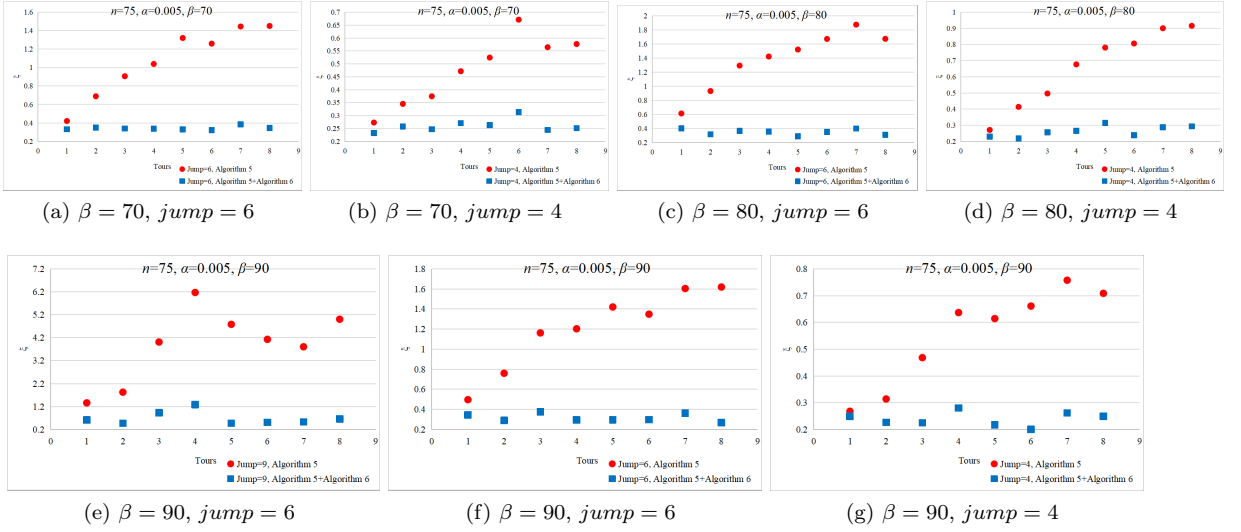 n=75, α=0.005, β=70
1.6
1.4
1.2
1
0.8
0.6
0.4
0.2
ξ
0 1 2 3 4 5 6 7 8 9
Tours
Jump=6, Algorithm 5
Jump=6, Algorithm 5+Algorithm 6
(a) β = 70, jump = 6
n=75, α=0.005, β=70
0.7
0.65
0.6
0.55
0.5
0.45
0.4
0.35
0.3
0.25
0.2
ξ
0 1 2 3 4 5 6 7 8 9
Tours
Jump=4, Algorithm 5
Jump=4, Algorithm 5+Algorithm 6
(b) β = 70, jump = 4
n=75, α=0.005, β=80
2
1.8
1.6
1.4
1.2
1
0.8
0.6
0.4
0.2
ξ
0 1 2 3 4 5 6 7 8 9
Tours
Jump=6, Algorithm 5
Jump=6, Algorithm 5+Algorithm 6
(c) β = 80, jump = 6
n=75, α=0.005, β=80
1
0.9
0.8
0.7
0.6
0.5
0.4
0.3
0.2
ξ
0 1 2 3 4 5 6 7 8 9
Tours
Jump=4, Algorithm 5
Jump=4, Algorithm 5+Algorithm 6
(d) β = 80, jump = 4
n=75, α=0.005, β=90
7.2
6.2
5.2
4.2
3.2
2.2
1.2
0.2
ξ
0 1 2 3 4 5 6 7 8 9
Tours
Jump=9, Algorithm 5
Jump=9, Algorithm 5+Algorithm 6
(e) β = 90, jump = 6
n=75, α=0.005, β=90
1.8
1.6
1.4
1.2
1
0.8
0.6
0.4
0.2
ξ
0 1 2 3 4 5 6 7 8 9
Tours
Jump=6, Algorithm 5
Jump=6, Algorithm 5+Algorithm 6
(f) β = 90, jump = 6
n=75, α=0.005, β=90
0.8
0.7
0.6
0.5
0.4
0.3
0.2
ξ
0 1 2 3 4 5 6 7 8 9
Tours
Jump=4, Algorithm 5
Jump=4, Algorithm 5+Algorithm 6
(g) β = 90, jump = 4